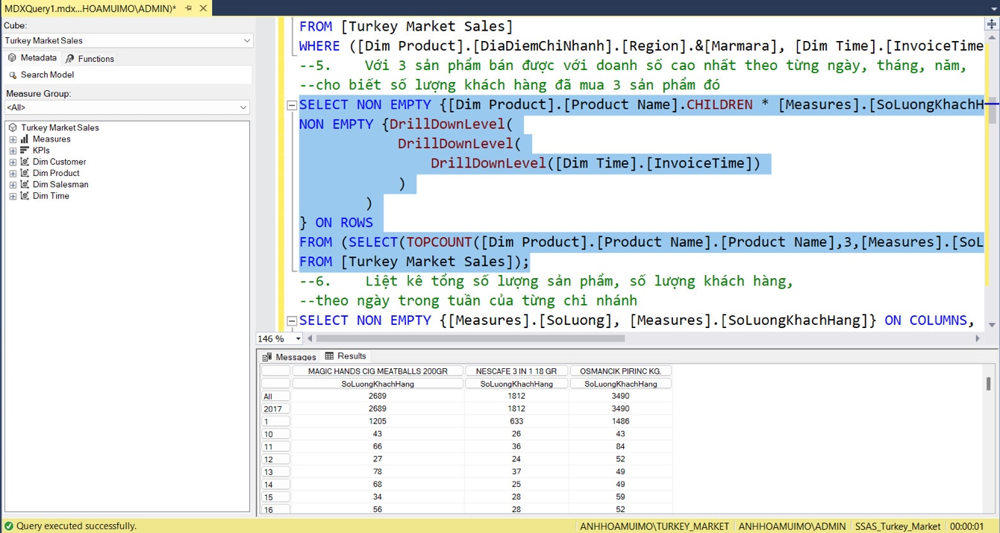 MDXQuery1.mdx...HOAMUIMO\ADMIN)*
Cube:
Turkey Market Sales
Metadata
Functions
Search Model
Measure Group:
<All>
Turkey Market Sales
Measures
KPIs
Dim Customer
Dim Product
Dim Salesman
Dim Time
FROM [Turkey Market Sales]
WHERE ([Dim Product].[DiaDiemChiNhanh].[Region].&[Marmara], [Dim Time].[InvoiceTime
--5. Với 3 sản phẩm bán được với doanh số cao nhất theo từng ngày, tháng, năm,
--cho biết số lượng khách hàng đã mua 3 sản phẩm đó
SELECT NON EMPTY {[Dim Product].[Product Name].CHILDREN * [Measures].[SoLuongKhachH
NON EMPTY {DrillDownLevel(
DrillDownLevel(
DrillDownLevel([Dim Time].[InvoiceTime])
)
)
} ON ROWS
FROM (SELECT(TOPCOUNT([Dim Product].[Product Name].[Product Name],3,[Measures].[SoL
FROM [Turkey Market Sales]);
--6. Liệt kê tổng số lượng sản phẩm, số lượng khách hàng,
--theo ngày trong tuần của từng chi nhánh
SELECT NON EMPTY {[Measures].[SoLuong], [Measures].[SoLuongKhachHang]} ON COLUMNS,
146 %
Messages Results
MAGIC HANDS CIG MEATBALLS 200GR NESCAFE 3 IN 1 18 GR OSMANCIK PIRINC KG.
SoLuongKhachHang SoLuongKhachHang SoLuongKhachHang
All 2689 1812 3490
2017 2689 1812 3490
1 1205 633 1486
10 43 26 43
11 66 36 84
12 27 24 52
13 78 37 49
14 68 25 49
15 34 28 59
16 56 28 52
Query executed successfully.
ANHHOAMUIMO\TURKEY_MARKET ANHHOAMUIMO\ADMIN SSAS_Turkey_Market 00:00:01